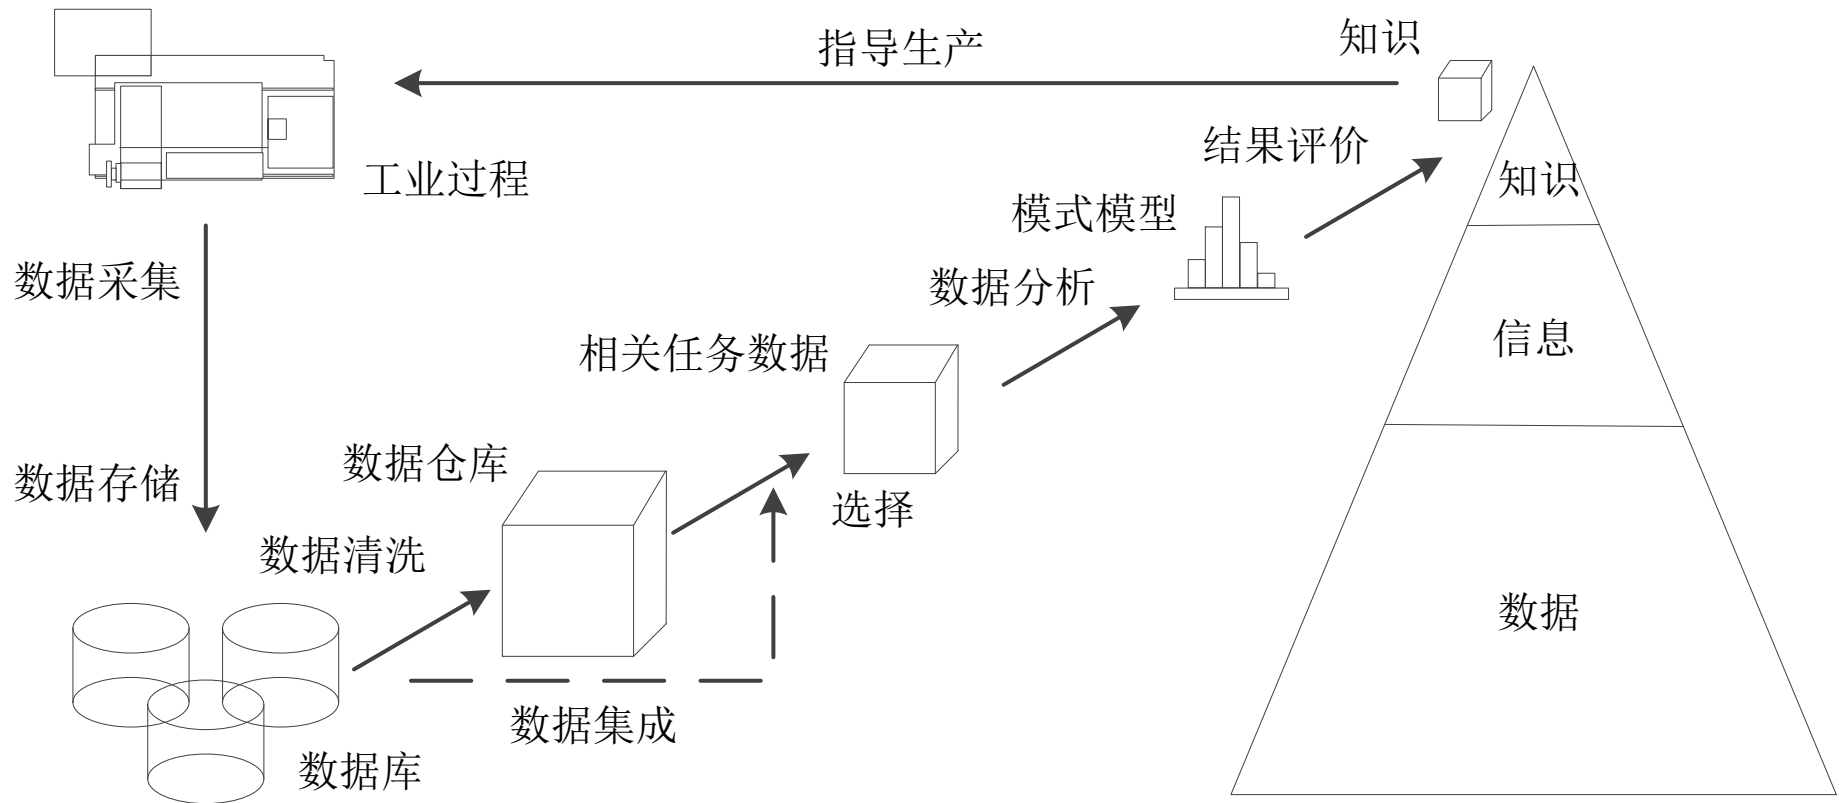 指导生产
知识
结果评价
工业过程
知识
模式模型
数据采集
数据分析
信息
相关任务数据
数据仓库
数据存储
选择
数据清洗
数据
数据集成
数据库